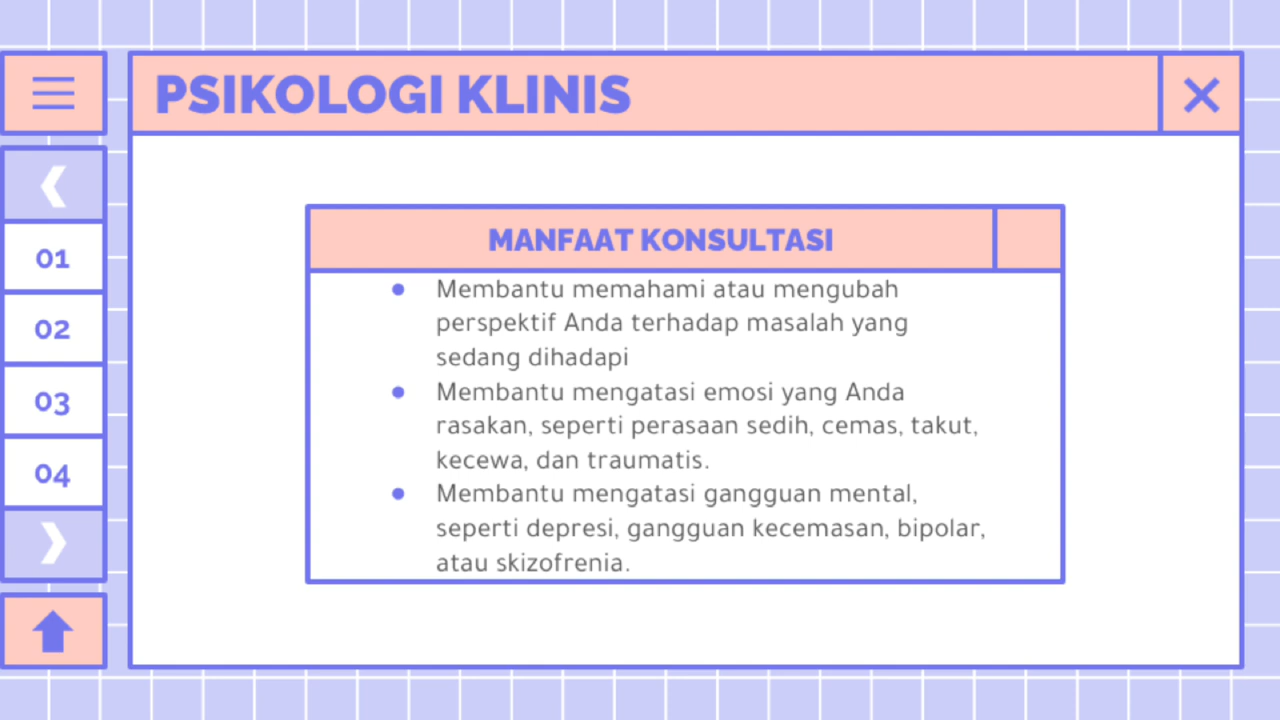 PSIKOLOGI KLINIS
01
02
03
04
MANFAAT KONSULTASI
● Membantu memahami atau mengubah
perspektif Anda terhadap masalah yang
sedang dihadapi
● Membantu mengatasi emosi yang Anda
rasakan, seperti perasaan sedih, cemas, takut,
kecewa, dan traumatis.
● Membantu mengatasi gangguan mental,
seperti depresi, gangguan kecemasan, bipolar,
atau skizofrenia.